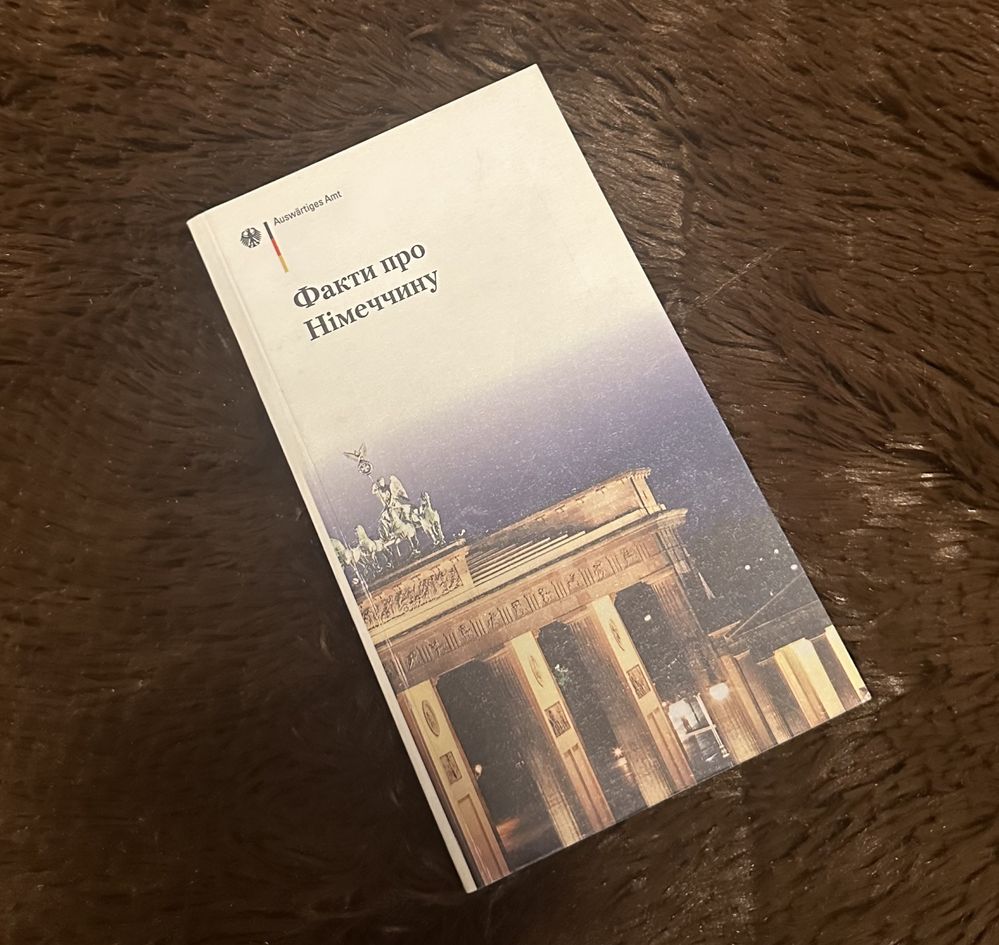 Auswärtiges Amt
Факти про
Німеччину